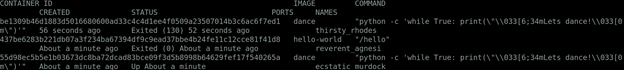 CONTAINER ID IMAGE COMMAND
CREATED STATUS PORTS NAMES
be1309b46d1883d5016680600ad33c4c4d1ee4f0509a23507014b3c6ac6f7ed1 dance "python -c 'while True: print(\"\\033[6;34mLets dance!\\033[o
m\")'" 56 seconds ago Exited (130) 52 seconds ago thirsty_rhodes
437be6283b221db07a3f234ba67394df9c9ead37bbe4b24fe11c12cce81f41d8 hello-world "/hello"
About a minute ago Exited (0) About a minute ago reverent_agnesi
55d98ec5b5e1b03673dc8ba72dcad83bce09f3d5b8998b64629fef17f540265a dance "python -c 'while True: print(\"\\033[6;34mLets dance!\\033[o
m\")'" About a minute ago Up About a minute ecstatic_murdock